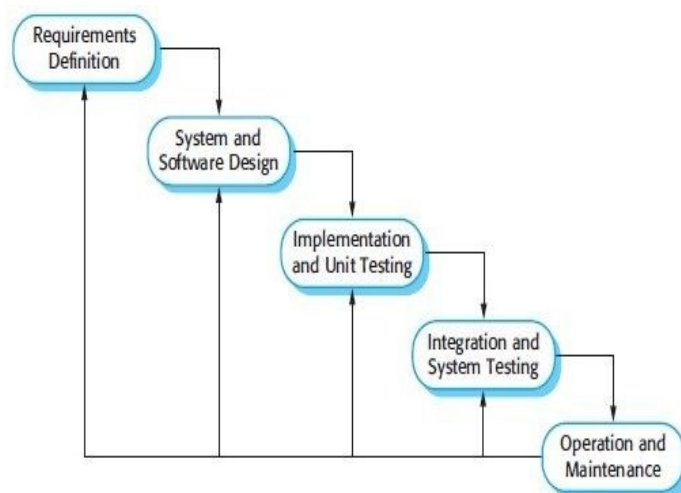 Requirements
Definition
System and
Software Design
Implementation
and Unit Testing
Integration and
System Testing
Operation and
Maintenance